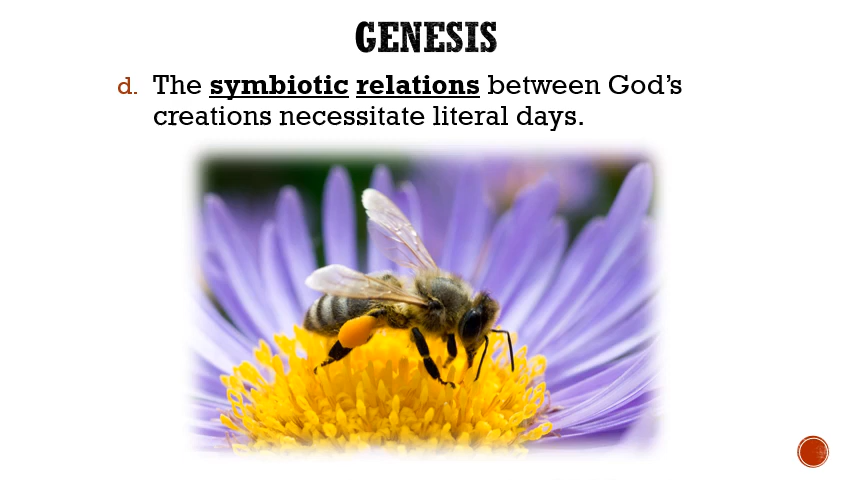 GENESIS
d. The symbiotic relations between God's
creations necessitate literal days.